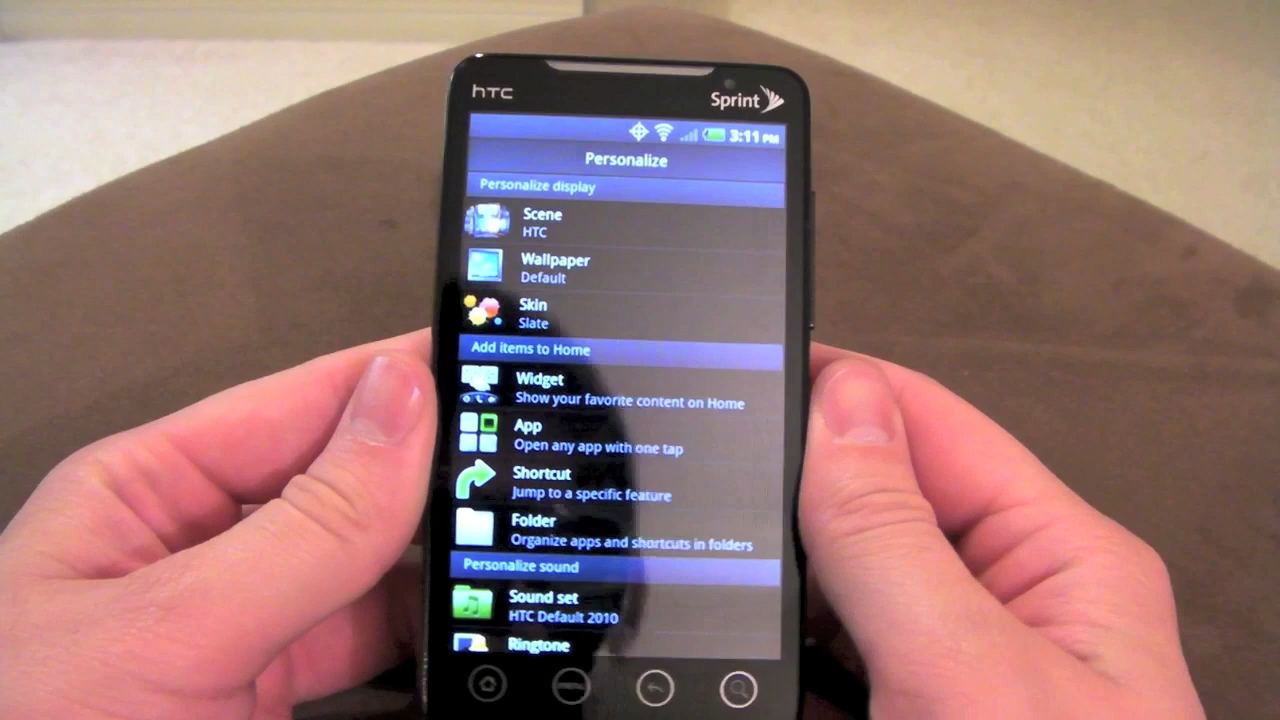 hTC
Sprint
3:11 PM
Personalize
Personalize display
Scene
HTC
Wallpaper
Default
Skin
Slate
Add items to Home
Widget
Show your favorite content on Home
App
Open any app with one tap
Shortcut
Jump to a specific feature
Folder
Organize apps and shortcuts in folders
Personalize sound
Sound set
HTC Default 2010
Ringtone